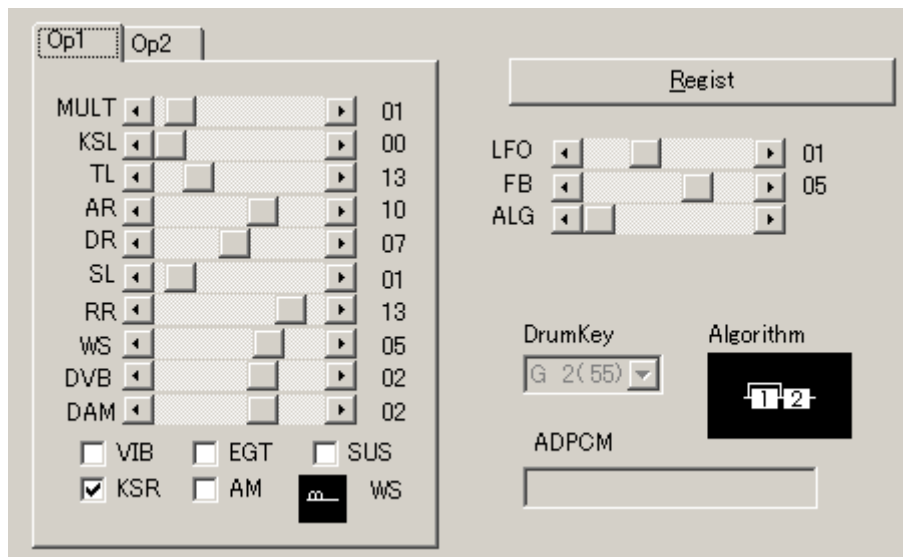 Op1 Op2
MULT 01
KSL 00
TL 13
AR 10
DR 07
SL 01
RR 13
WS 05
DVB 02
DAM 02
VIB EGT SUS
KSR AM WS
Regist
LFO 01
FB 05
ALG
DrumKey
G 2(55)
Algorithm
1 2
ADPCM